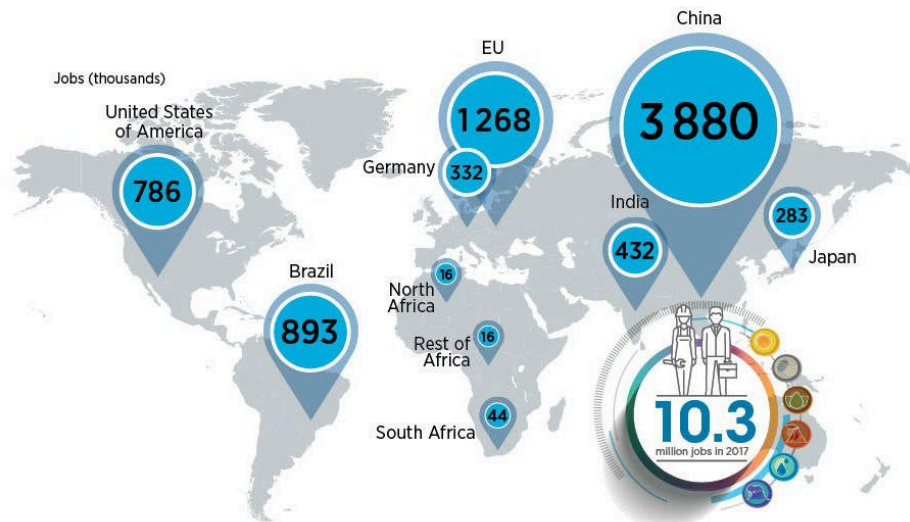 China
EU
Jobs (thousands)
United States
of America
3 880
1 268
Germany
332
786
India
283
432
Japan
Brazil
16
North
Africa
893
16
Rest of
Africa
44
South Africa
10.3
million jobs in 2017